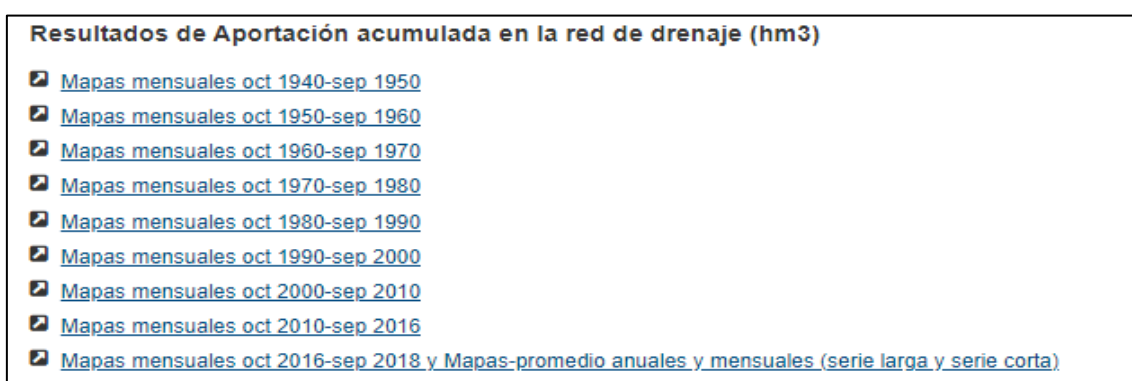 Resultados de Aportación acumulada en la red de drenaje (hm3)
Mapas mensuales oct 1940-sep 1950
Mapas mensuales oct 1950-sep 1960
Mapas mensuales oct 1960-sep 1970
Mapas mensuales oct 1970-sep 1980
Mapas mensuales oct 1980-sep 1990
Mapas mensuales oct 1990-sep 2000
Mapas mensuales oct 2000-sep 2010
Mapas mensuales oct 2010-sep 2016
Mapas mensuales oct 2016-sep 2018 y Mapas-promedio anuales y mensuales (serie larga y serie corta)